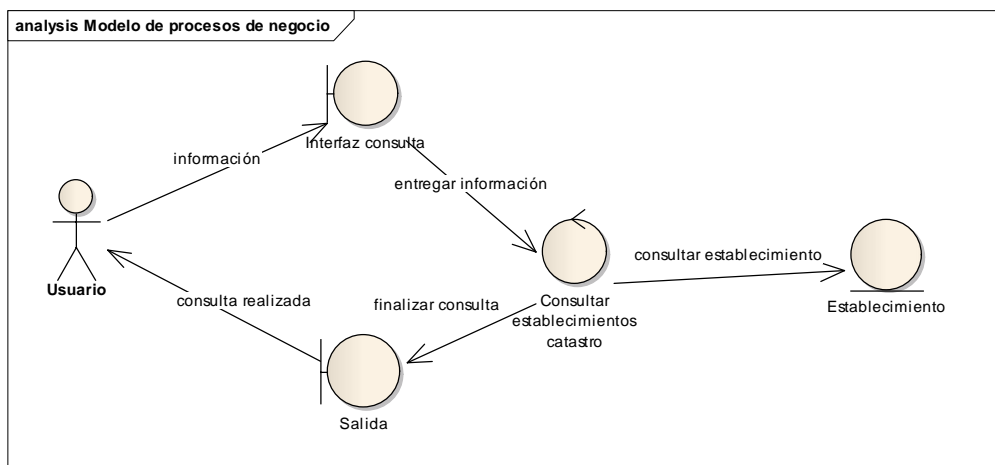 analysis Modelo de procesos de negocio
Interfaz consulta
información
entregar información
Usuario
consulta realizada
finalizar consulta
Consultar
establecimientos
catastro
consultar establecimiento
Establecimiento
Salida